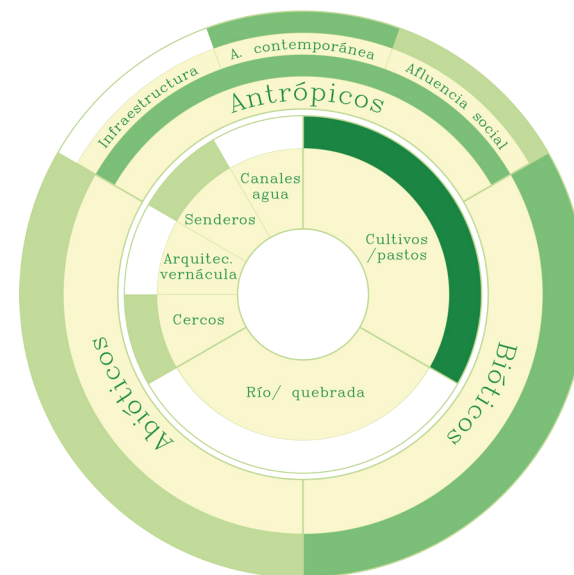 A. contemporánea
Infraestructura
Afluencia social
Antrópicos
Canales
agua
Senderos
Cultivos
/pastos
Arquitec.
vernácula
Cercos
Abióticos
Bióticos
Río/ quebrada